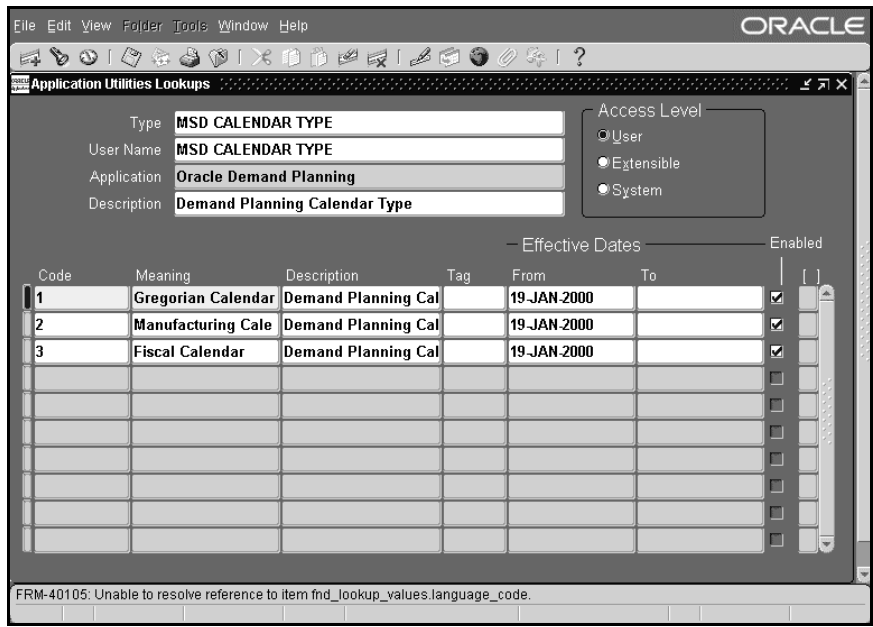 File Edit View Folder Tools Window Help
ORACLE
Application Utilities Lookups
Access Level
Type MSD CALENDAR TYPE
User
User Name MSD CALENDAR TYPE
Extensible
Application Oracle Demand Planning
System
Description Demand Planning Calendar Type
Effective Dates Enabled
Code Meaning Description Tag From To [ ]
1 Gregorian Calendar Demand Planning Cal 19-JAN-2000
2 Manufacturing Cale Demand Planning Cal 19-JAN-2000
3 Fiscal Calendar Demand Planning Cal 19-JAN-2000
FRM-40105: Unable to resolve reference to item fnd_lookup_values.language_code.